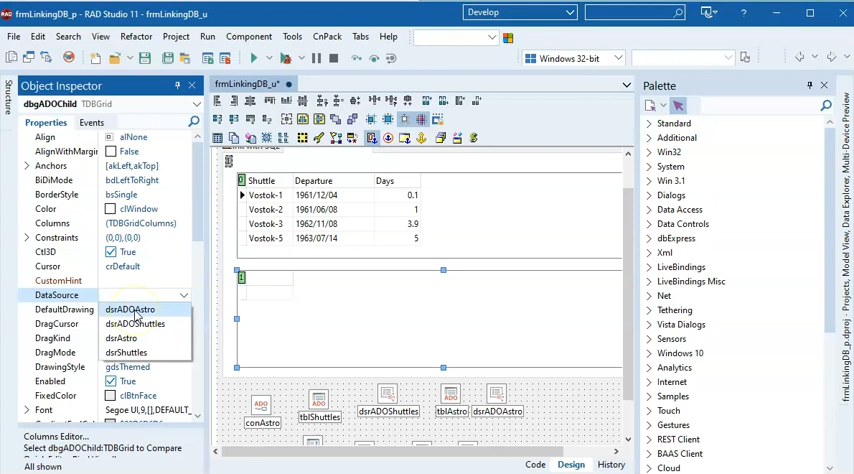 RAD frmLinkingDB_p - RAD Studio 11 - frmLinkingDB_u
Develop
File Edit Search View Refactor Project Run Component Tools CnPack Tabs Help
Windows 32-bit
Structure
Object Inspector
dbgADOChild TDBGrid
Properties Events
Align alNone
AlignWithMargin False
Anchors [akLeft,akTop]
BiDiMode bdLeftToRight
BorderStyle bsSingle
Color clWindow
Columns (TDBGridColumns)
Constraints (0,0),(0,0)
Ctl3D True
Cursor crDefault
CustomHint
DataSource
DefaultDrawing dsrADOAstro
DragCursor dsrADOShuttles
DragKind dsrAstro
DragMode dsrShuttles
DrawingStyle gdsThemed
Enabled True
FixedColor clBtnFace
Font Segoe UI,9,[],DEFAULT_
Columns Editor...
Select dbgADOChild:TDBGrid to Compare
All shown
frmLinkingDB_u*
Shuttle Departure Days
Vostok-1 1961/12/04 0.1
Vostok-2 1961/06/08 1
Vostok-3 1962/11/08 3.9
Vostok-5 1963/07/14 5
0
1
ADO
conAstro
tblShuttles
dsrADOShuttles
tblAstro
dsrADOAstro
Code Design History
Palette
Standard
Additional
Win32
System
Win 3.1
Dialogs
Data Access
Data Controls
dbExpress
Xml
LiveBindings
LiveBindings Misc
Net
Tethering
Vista Dialogs
Sensors
Windows 10
Analytics
Internet
Samples
Touch
Gestures
REST Client
BAAS Client
Cloud
frmLinkingDB_p.dproj - Projects, Model View, Data Explorer, Multi-Device Preview